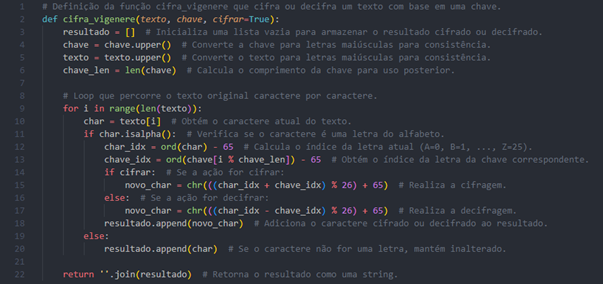 1 # Definição da função cifra_vigenere que cifra ou decifra um texto com base em uma chave.
2 def cifra_vigenere(texto, chave, cifrar=True):
3     resultado = []  # Inicializa uma lista vazia para armazenar o resultado cifrado ou decifrado.
4     chave = chave.upper()  # Converte a chave para letras maiúsculas para consistência.
5     texto = texto.upper()  # Converte o texto para letras maiúsculas para consistência.
6     chave_len = len(chave)  # Calcula o comprimento da chave para uso posterior.
7
8     # Loop que percorre o texto original caractere por caractere.
9     for i in range(len(texto)):
10         char = texto[i]  # Obtém o caractere atual do texto.
11         if char.isalpha():  # Verifica se o caractere é uma letra do alfabeto.
12             char_idx = ord(char) - 65  # Calcula o índice da letra atual (A=0, B=1, ..., Z=25).
13             chave_idx = ord(chave[i % chave_len]) - 65  # Obtém o índice da letra da chave correspondente.
14             if cifrar:  # Se a ação for cifrar:
15                 novo_char = chr(((char_idx + chave_idx) % 26) + 65)  # Realiza a cifragem.
16             else:  # Se a ação for decifrar:
17                 novo_char = chr(((char_idx - chave_idx) % 26) + 65)  # Realiza a decifragem.
18             resultado.append(novo_char)  # Adiciona o caractere cifrado ou decifrado ao resultado.
19         else:
20             resultado.append(char)  # Se o caractere não for uma letra, mantém inalterado.
21
22     return ''.join(resultado)  # Retorna o resultado como uma string.